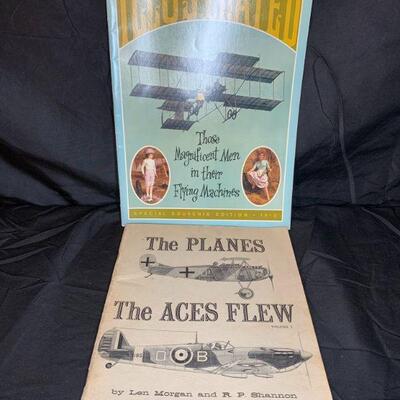 ILLUSTRATED
Those
Magnificent Men
in their
Flying Machines
SPECIAL SOUVENIR EDITION • 1910
The PLANES
The ACES FLEW
VOLUME I
by Len Morgan and R. P. Shannon